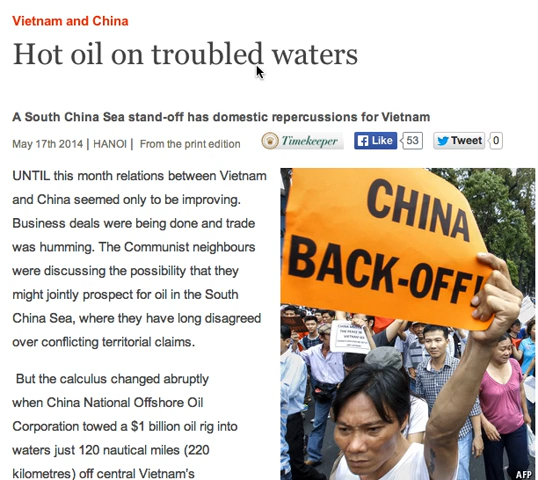 Vietnam and China
Hot oil on troubled waters
A South China Sea stand-off has domestic repercussions for Vietnam
May 17th 2014 | HANOI | From the print edition
Timekeeper
Like
53
Tweet
0
UNTIL this month relations between Vietnam
and China seemed only to be improving.
Business deals were being done and trade
was humming. The Communist neighbours
were discussing the possibility that they
might jointly prospect for oil in the South
China Sea, where they have long disagreed
over conflicting territorial claims.
But the calculus changed abruptly
when China National Offshore Oil
Corporation towed a $1 billion oil rig into
waters just 120 nautical miles (220
kilometres) off central Vietnam's
CHINA
BACK-OFF!
AFP